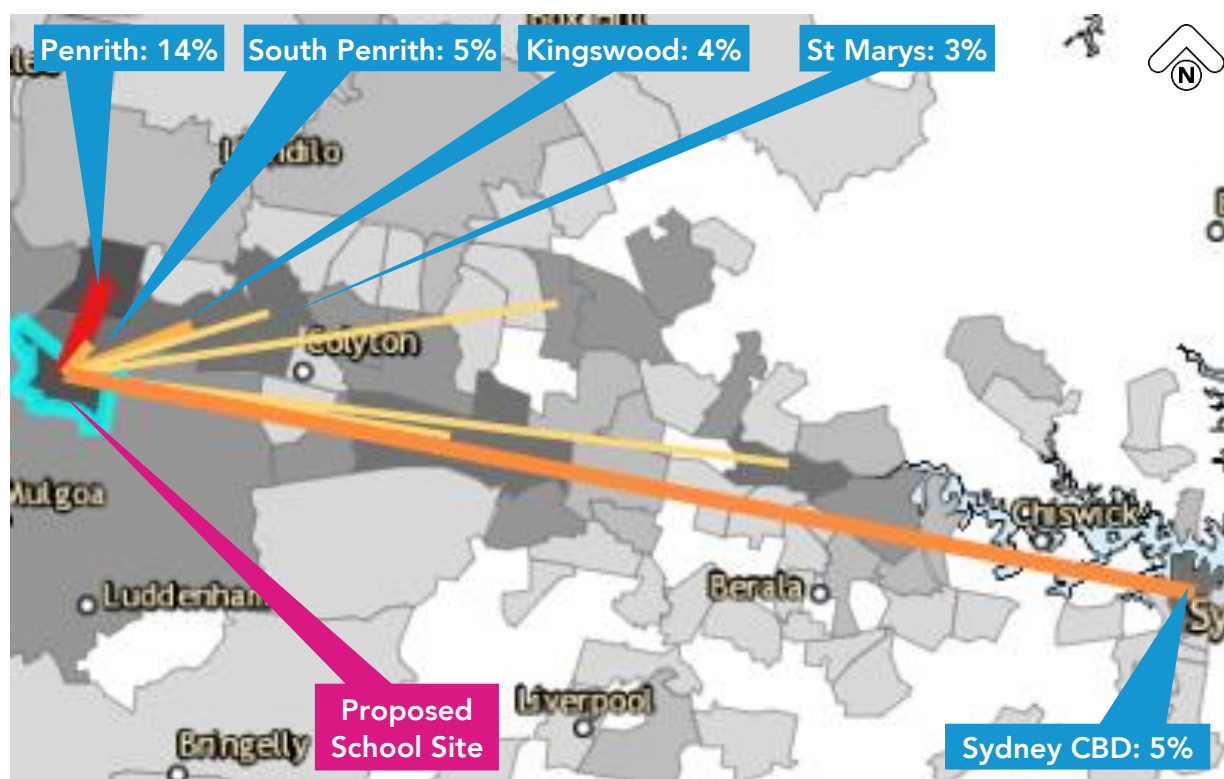 Penrith: 14%
South Penrith: 5%
Kingswood: 4%
St Marys: 3%
N
Colyton
Mulgoa
Chiswick
Berala
Luddenham
Sy
Liverpool
Proposed
School Site
Bringelly
Sydney CBD: 5%